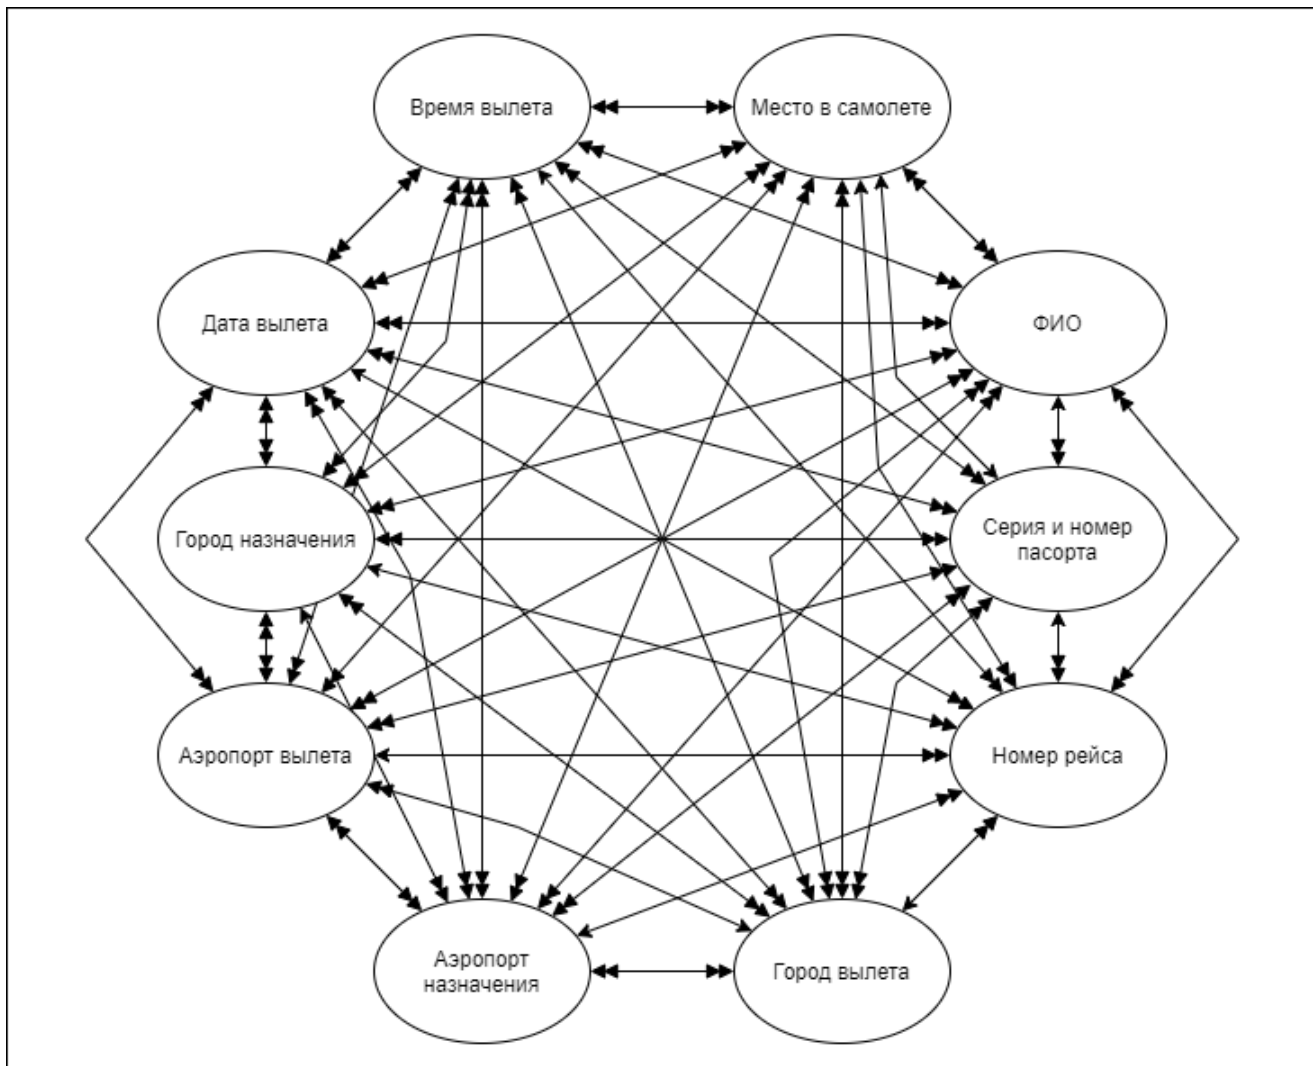 Время вылета
Место в самолете
Дата вылета
ФИО
Город назначения
Серия и номер
пасорта
Аэропорт вылета
Номер рейса
Аэропорт
назначения
Город вылета